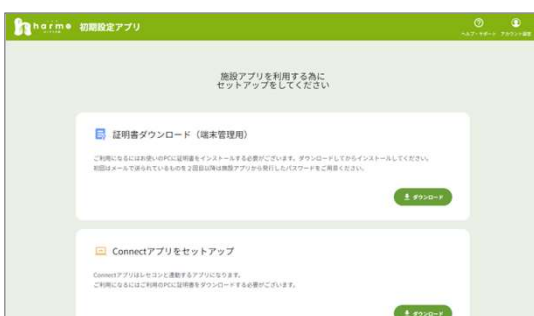 harmo
初期設定アプリ
ヘルプ・サポート アカウント設定
施設アプリを利用する為に
セットアップをしてください
証明書ダウンロード（端末管理用）
ご利用になるにはお使いのPCに証明書をインストールする必要がございます。ダウンロードしてからインストールしてください。
初回はメールで送られているものを２回目以降は施設アプリから発行したパスワードをご用意ください。
ダウンロード
Connectアプリをセットアップ
Connectアプリはレセコンと連動するアプリになります。
ご利用になるにはご利用のPCに証明書をダウンロードする必要がございます。
ダウンロード